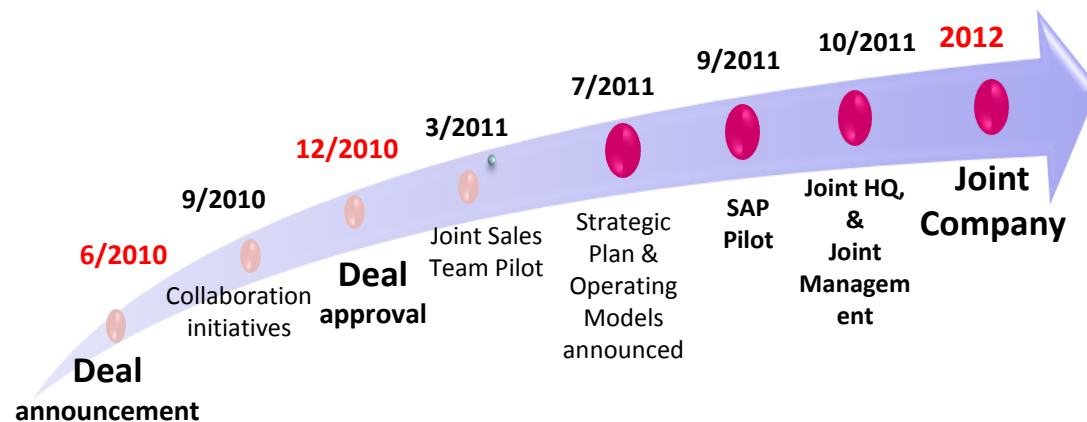 6/2010
Deal
announcement
9/2010
Collaboration
initiatives
12/2010
Deal
approval
3/2011
Joint Sales
Team Pilot
7/2011
Strategic
Plan &
Operating
Models
announced
9/2011
SAP
Pilot
10/2011
Joint HQ,
&
Joint
Managem
ent
2012
Joint
Company